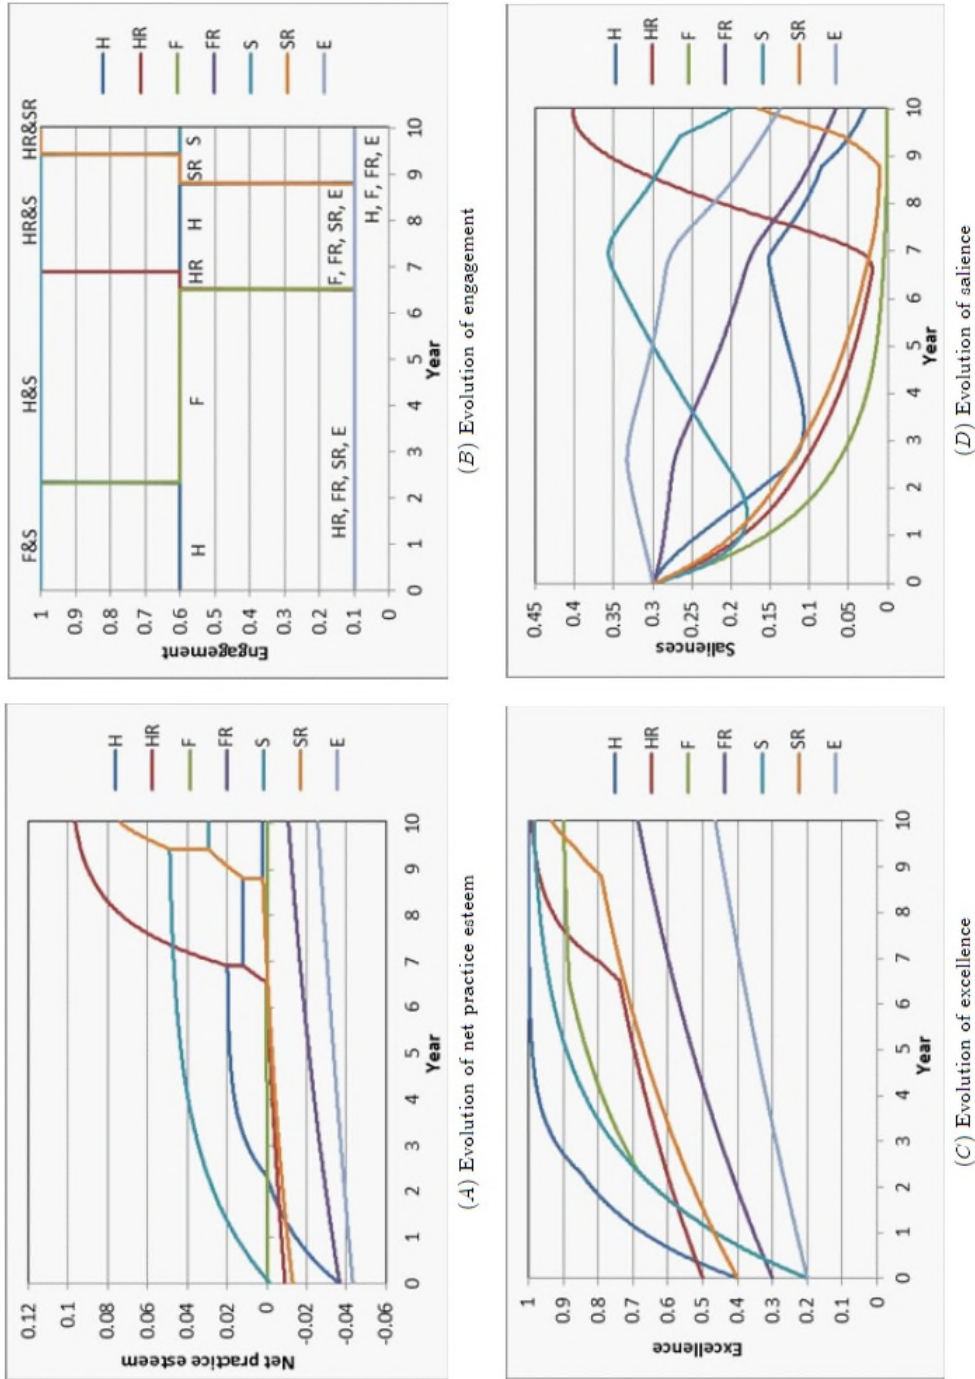 0.12
0.1
0.08
0.06
0.04
0.02
0
-0.02
-0.04
-0.06
Net practice esteem
0 1 2 3 4 5 6 7 8 9 10
Year
H
HR
F
FR
S
SR
E
(A) Evolution of net practice esteem
F&S H&S HR&S HR&SR
1
0.9
0.8
0.7
0.6
0.5
0.4
0.3
0.2
0.1
0
Engagement
H F HR H SR S
HR, FR, SR, E F, FR, SR, E H, F, FR, E
0 1 2 3 4 5 6 7 8 9 10
Year
H
HR
F
FR
S
SR
E
(B) Evolution of engagement
1
0.9
0.8
0.7
0.6
0.5
0.4
0.3
0.2
0.1
0
Excellence
0 1 2 3 4 5 6 7 8 9 10
Year
H
HR
F
FR
S
SR
E
(C) Evolution of excellence
0.45
0.4
0.35
0.3
0.25
0.2
0.15
0.1
0.05
0
Saliences
0 1 2 3 4 5 6 7 8 9 10
Year
H
HR
F
FR
S
SR
E
(D) Evolution of salience